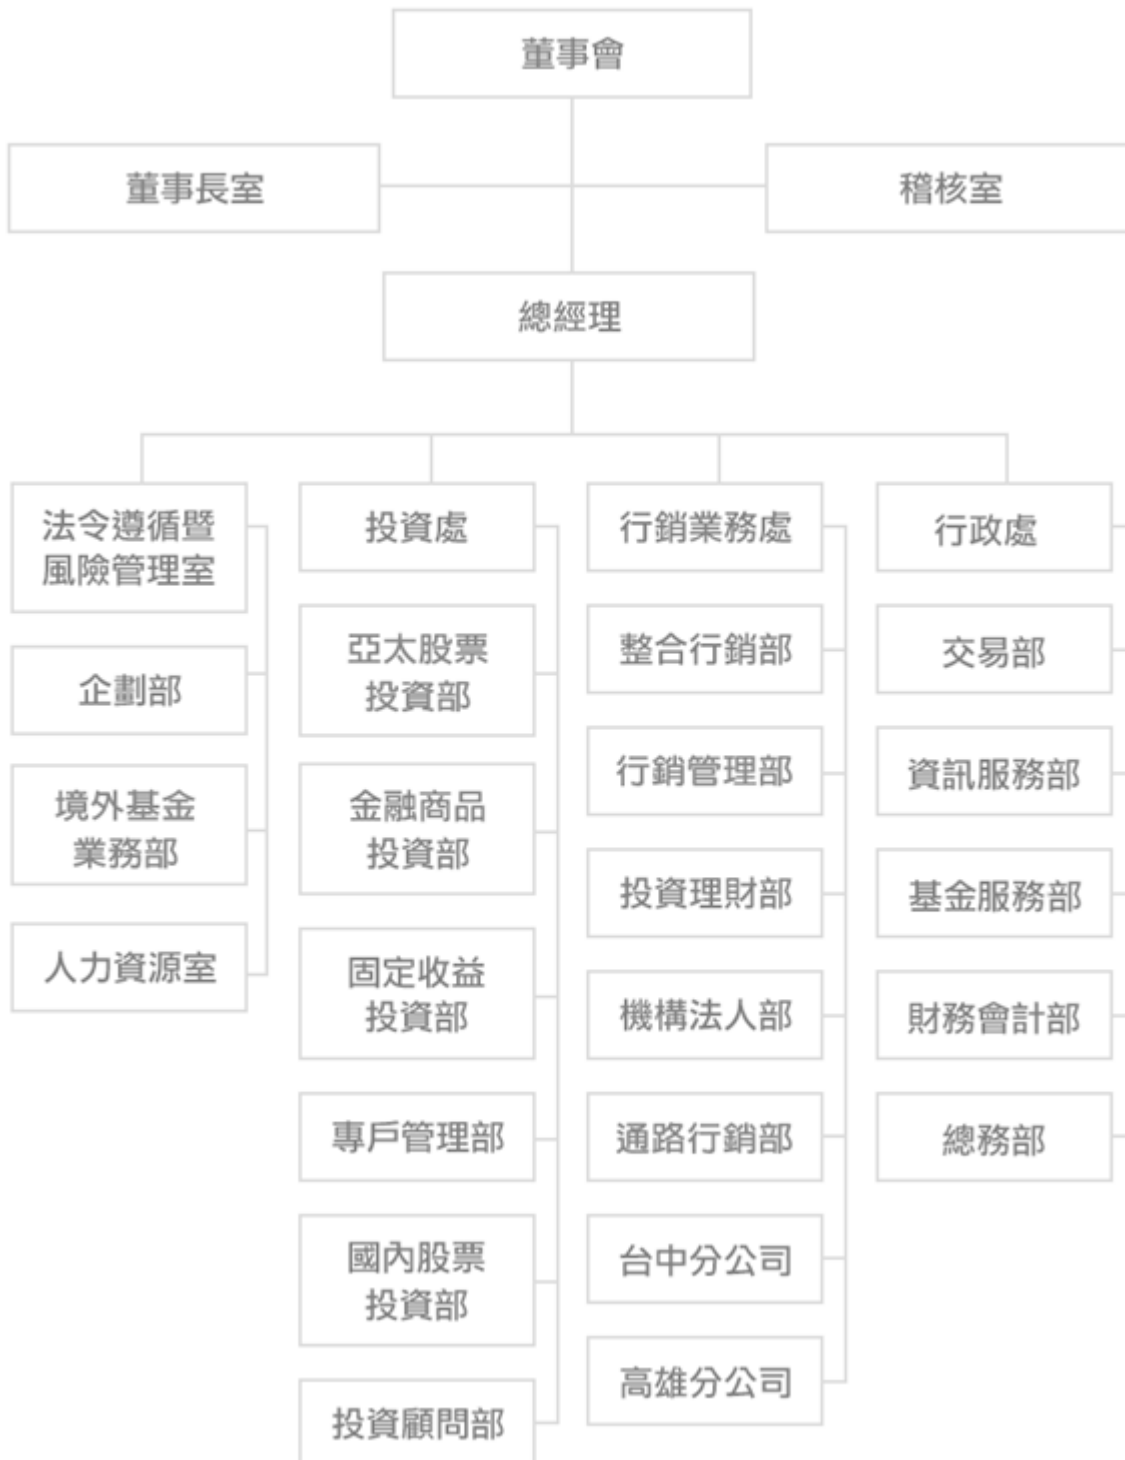 董事會
董事長室
稽核室
總經理
法令遵循暨
風險管理室
企劃部
境外基金
業務部
人力資源室
投資處
亞太股票
投資部
金融商品
投資部
固定收益
投資部
專戶管理部
國內股票
投資部
投資顧問部
行銷業務處
整合行銷部
行銷管理部
投資理財部
機構法人部
通路行銷部
台中分公司
高雄分公司
行政處
交易部
資訊服務部
基金服務部
財務會計部
總務部